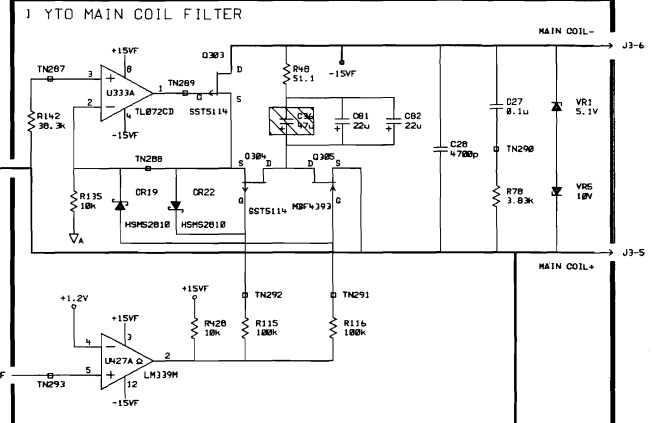 ] YTO MAIN COIL FILTER
MAIN COIL-
J3-6
+15VF
Q303
TN287
D
R48
51.1
-15VF
3
+
8
U333A
1
TN289
G
S
SST5114
2
-
4
TL072CD
-15VF
R142
38.3k
C36
47u
+
C81
22u
+
C82
22u
+
C27
0.1u
VR1
5.1V
C28
4700p
TN290
TN288
Q304
Q305
S
D
D
S
R135
10k
CR19
CR22
G
G
R78
3.83k
VR5
10V
SST5114
MBF4393
HSMS2810
HSMS2810
A
J3-5
MAIN COIL+
+15VF
TN292
TN291
+1.2V
+15VF
R428
10k
R115
100k
R116
100k
4
-
3
U427A Ω
2
5
+
12
LM339M
F
TN293
-15VF